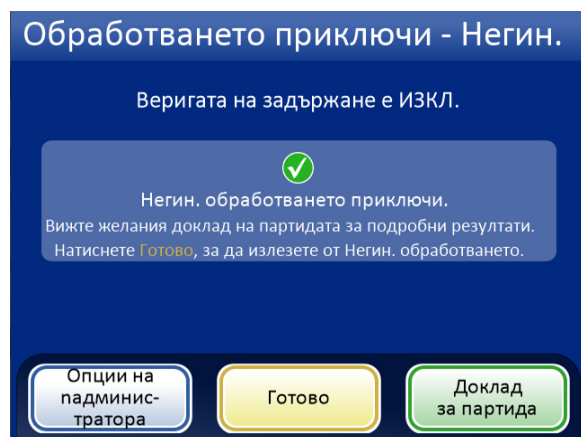 Обработването приключи - Негин.
Веригата на задържане е ИЗКЛ.
Негин. обработването приключи.
Вижте желания доклад на партидата за подробни резултати.
Натиснете Готово, за да излезете от Негин. обработването.
Опции на
падминис-
тратора
Готово
Доклад
за партида